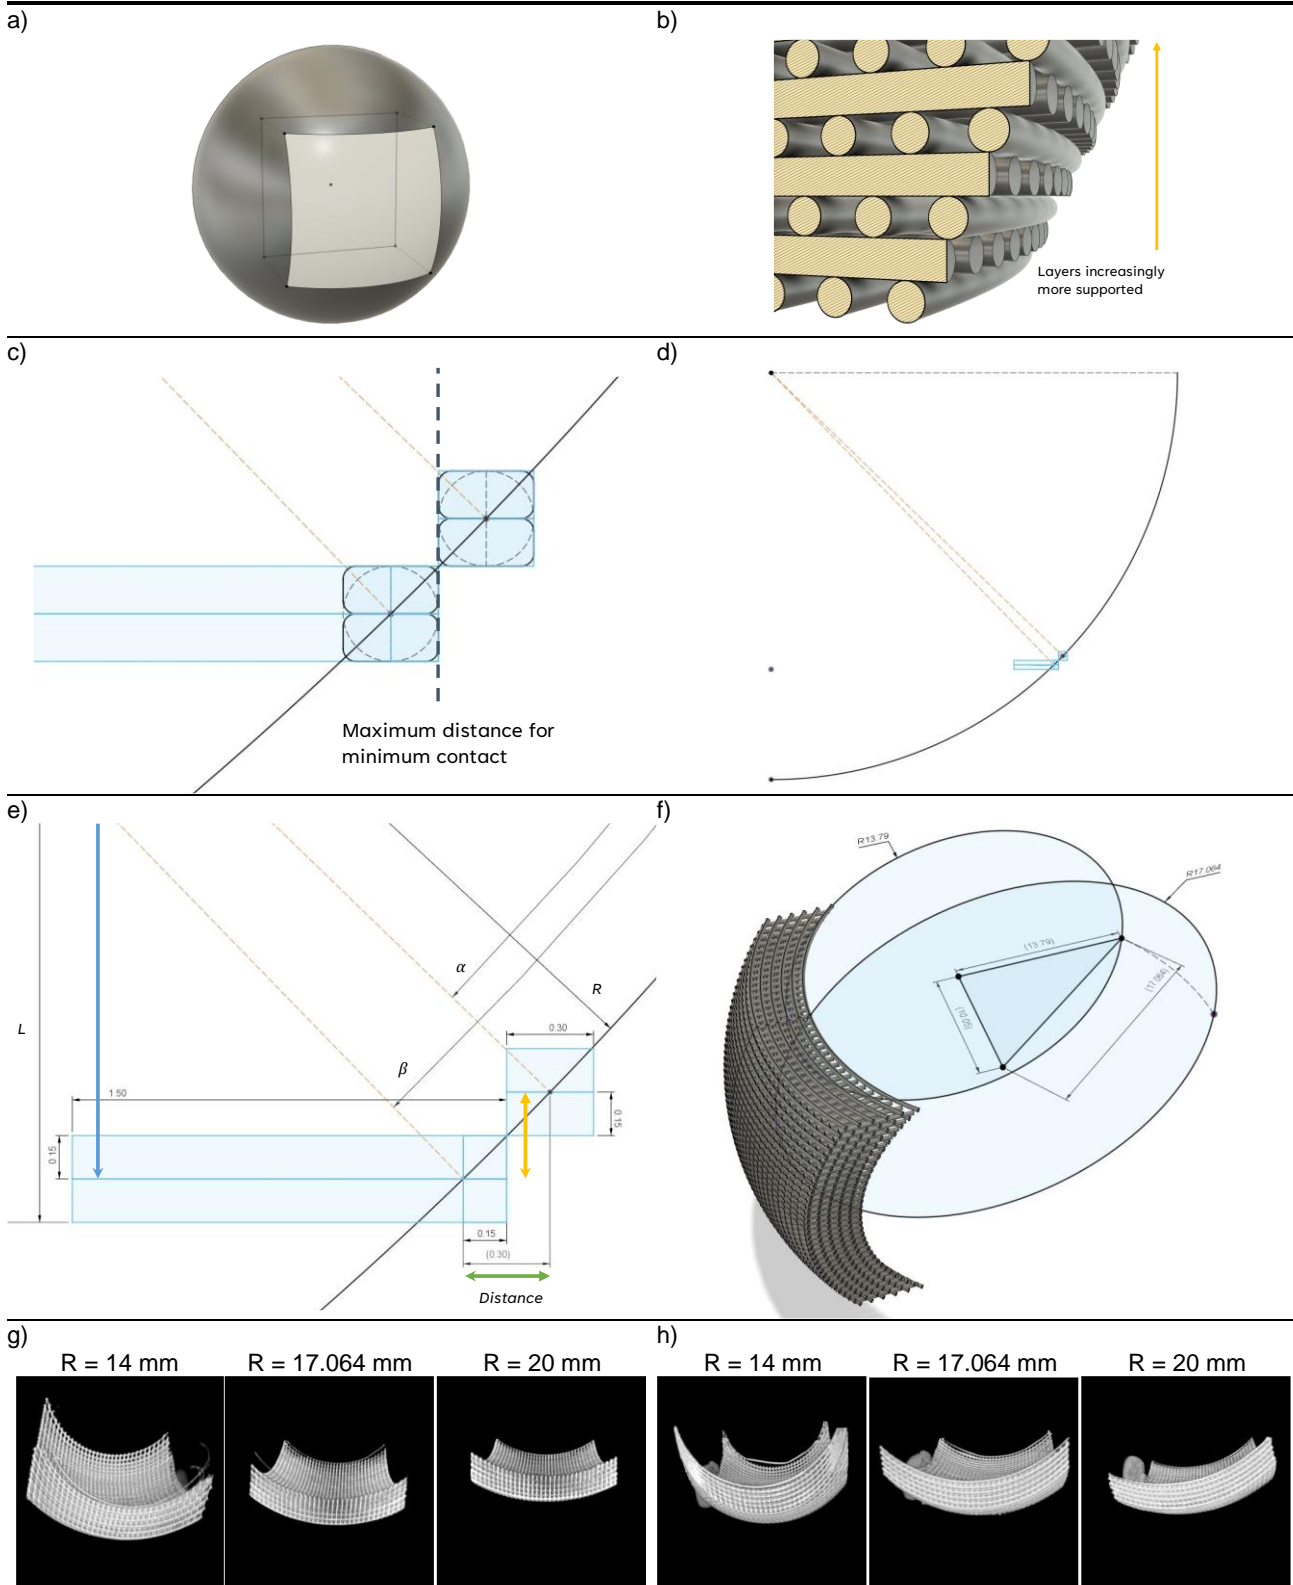 a)
b)
Layers increasingly
more supported
c)
d)
Maximum distance for
minimum contact
e)
f)
α
R
β
L
0.30
1.50
0.15
0.15
0.15
(0.30)
Distance
R13.79
R17.064
(13.79)
(17.064)
(10.05)
g)
h)
R = 14 mm
R = 17.064 mm
R = 20 mm
R = 14 mm
R = 17.064 mm
R = 20 mm